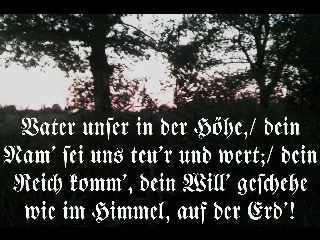 Vater unſer in der Höhe,/ dein
Nam' ſei uns teu'r und wert;/ dein
Reich komm', dein Will' geſchehe
wie im Himmel, auf der Erd'!